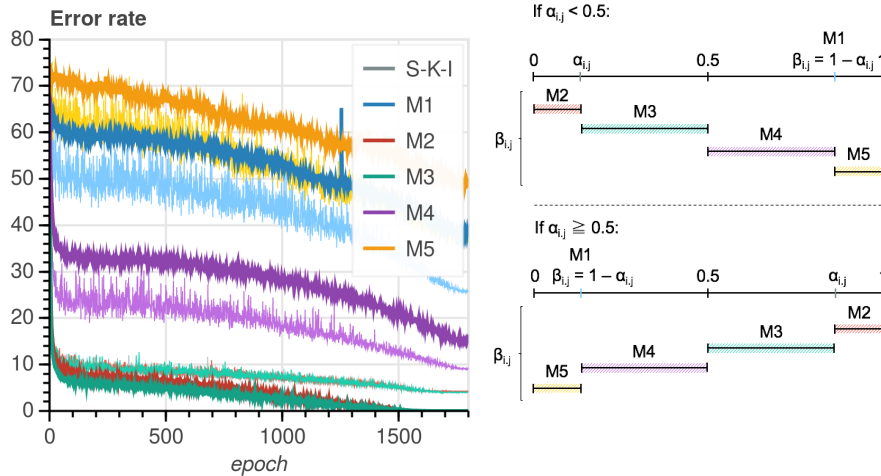 Error rate
80
70
60
50
40
30
20
10
0
0
500
1000
1500
epoch
S-K-I
M1
M2
M3
M4
M5
If αi,j < 0.5:
M1
0
αi,j
0.5
βi,j = 1 − αi,j
M2
M3
M4
M5
βi,j
If αi,j ≧ 0.5:
M1
0
βi,j = 1 − αi,j
0.5
αi,j
M2
M3
M4
M5
βi,j